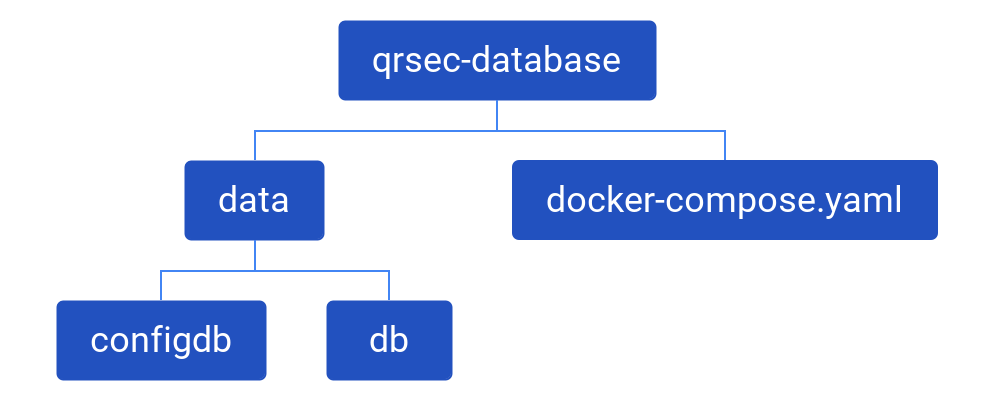 qrsec-database
data
docker-compose.yaml
configdb
db